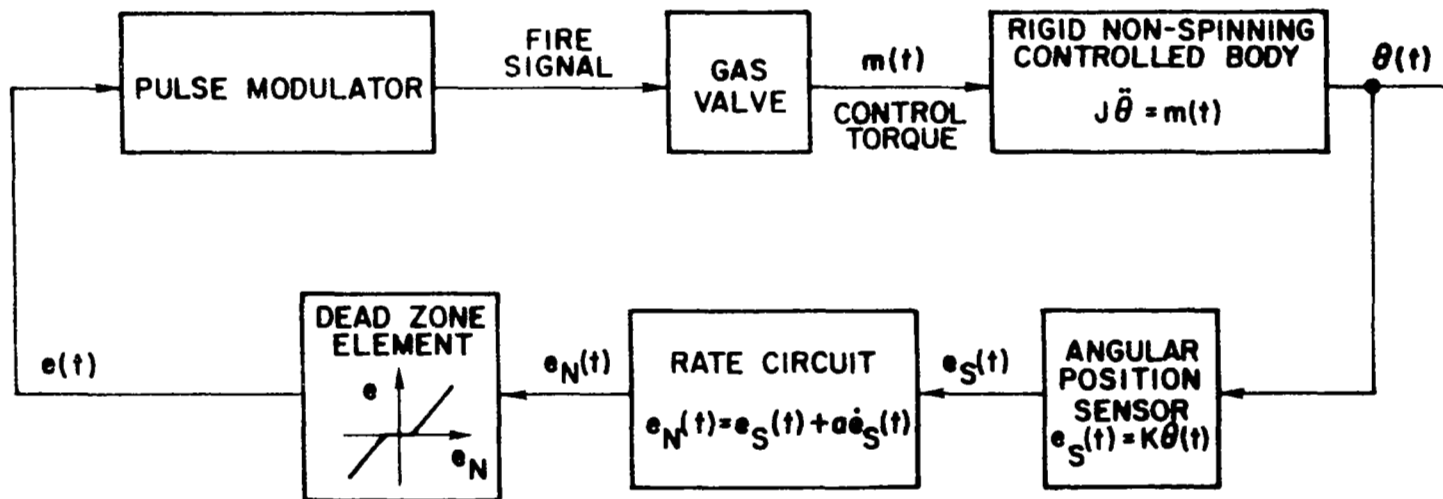 PULSE MODULATOR
FIRE
SIGNAL
GAS
VALVE
m(t)
CONTROL
TORQUE
RIGID NON-SPINNING
CONTROLLED BODY
Jθ̈ = m(t)
θ(t)
e(t)
DEAD ZONE
ELEMENT
e
e_N
e_N(t)
RATE CIRCUIT
e_N(t) = e_S(t) + aė_S(t)
e_S(t)
ANGULAR
POSITION
SENSOR
e_S(t) = Kθ(t)